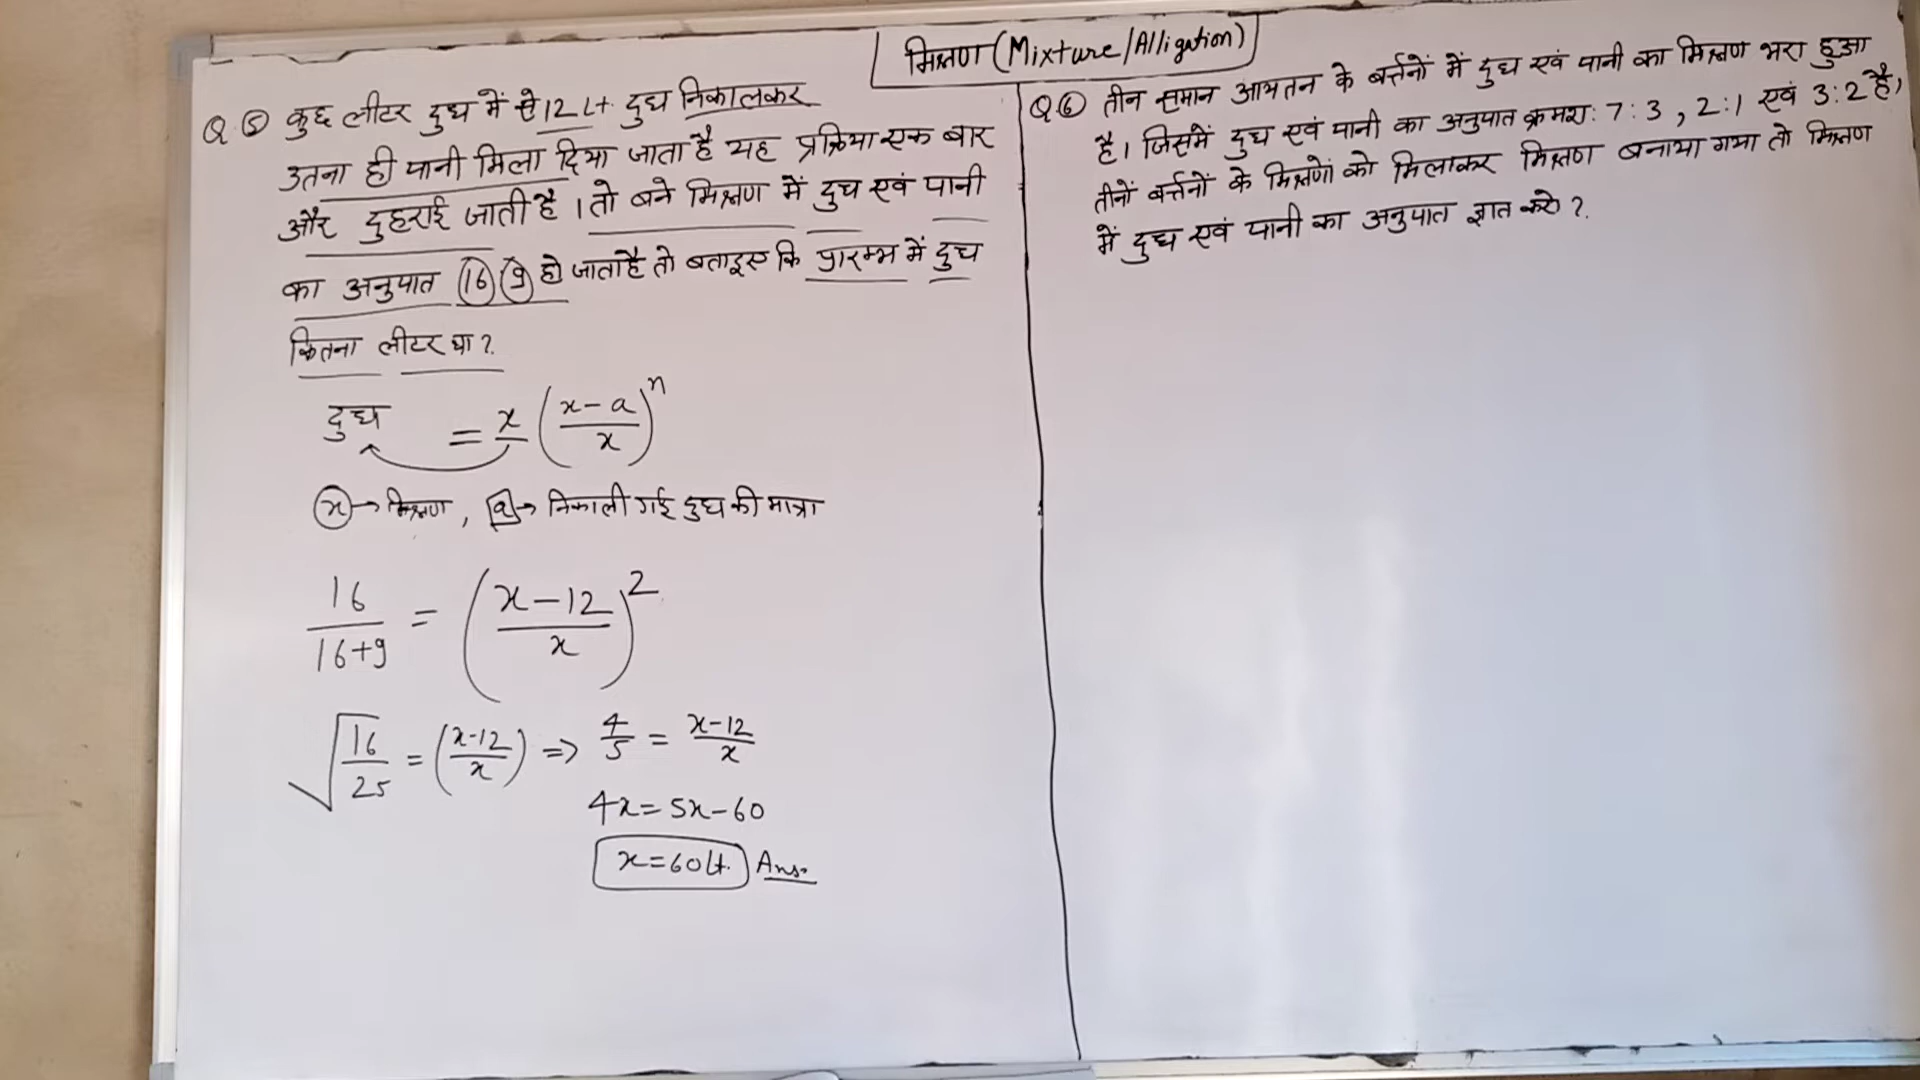 मिश्रण (Mixture/Alligation)
Q.⑤ कुछ लीटर दुध में से 12 Lt. दुध निकालकर
उतना ही पानी मिला दिया जाता है यह प्रक्रिया एक बार
और दुहराई जाती है। तो बने मिश्रण में दुध एवं पानी
का अनुपात 16 9 हो जाता है तो बताइए कि प्रारम्भ में दुध
कितना लीटर था?
दुध = x ((x-a)/x)^n
x → मिश्रण, a → निकाली गई दुध की मात्रा
16/(16+9) = ((x-12)/x)^2
√(16/25) = ((x-12)/x) => 4/5 = (x-12)/x
4x = 5x-60
x = 60 Lt. Ans.
Q⑥ तीन समान आयतन के बर्त्तनों में दुध एवं पानी का मिश्रण भरा हुआ
है। जिसमें दुध एवं पानी का अनुपात क्रमश: 7:3, 2:1 एवं 3:2 है।
तीनों बर्त्तनों के मिश्रणों को मिलाकर मिश्रण बनाया गया तो मिश्रण
में दुध एवं पानी का अनुपात ज्ञात करो?